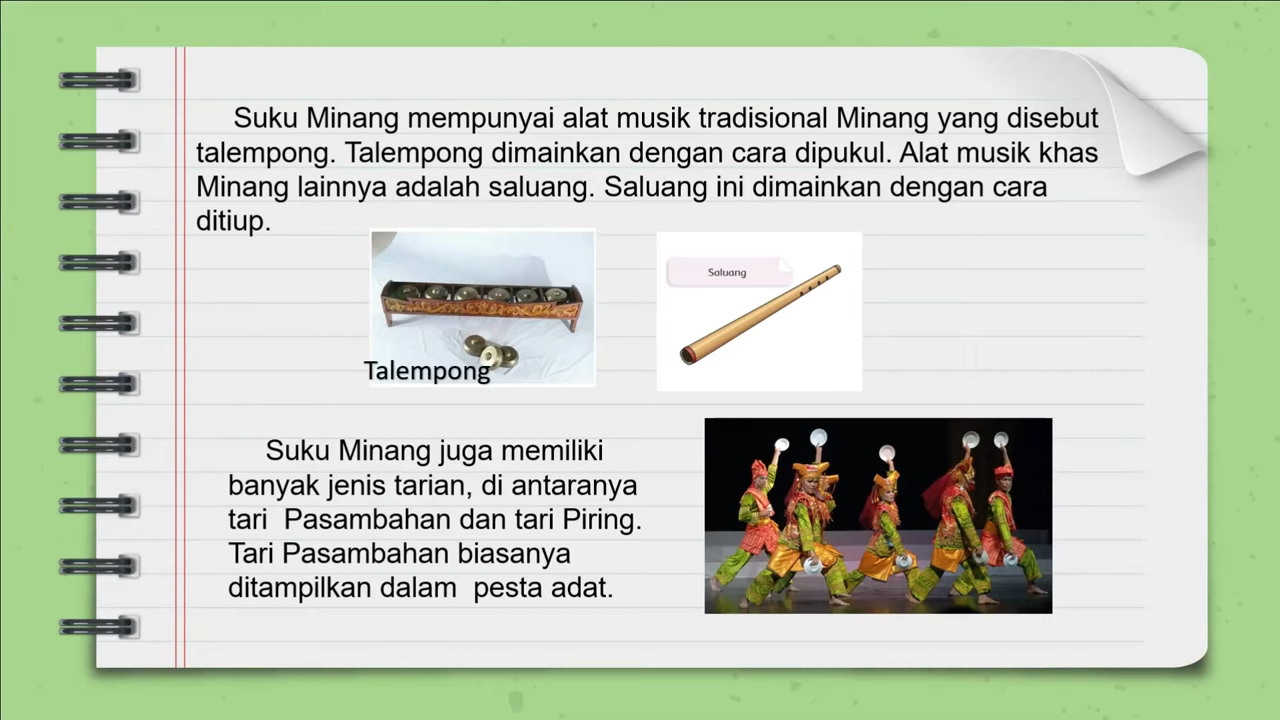 Suku Minang mempunyai alat musik tradisional Minang yang disebut
talempong. Talempong dimainkan dengan cara dipukul. Alat musik khas
Minang lainnya adalah saluang. Saluang ini dimainkan dengan cara
ditiup.
Talempong
Saluang
Suku Minang juga memiliki
banyak jenis tarian, di antaranya
tari  Pasambahan dan tari Piring.
Tari Pasambahan biasanya
ditampilkan dalam  pesta adat.